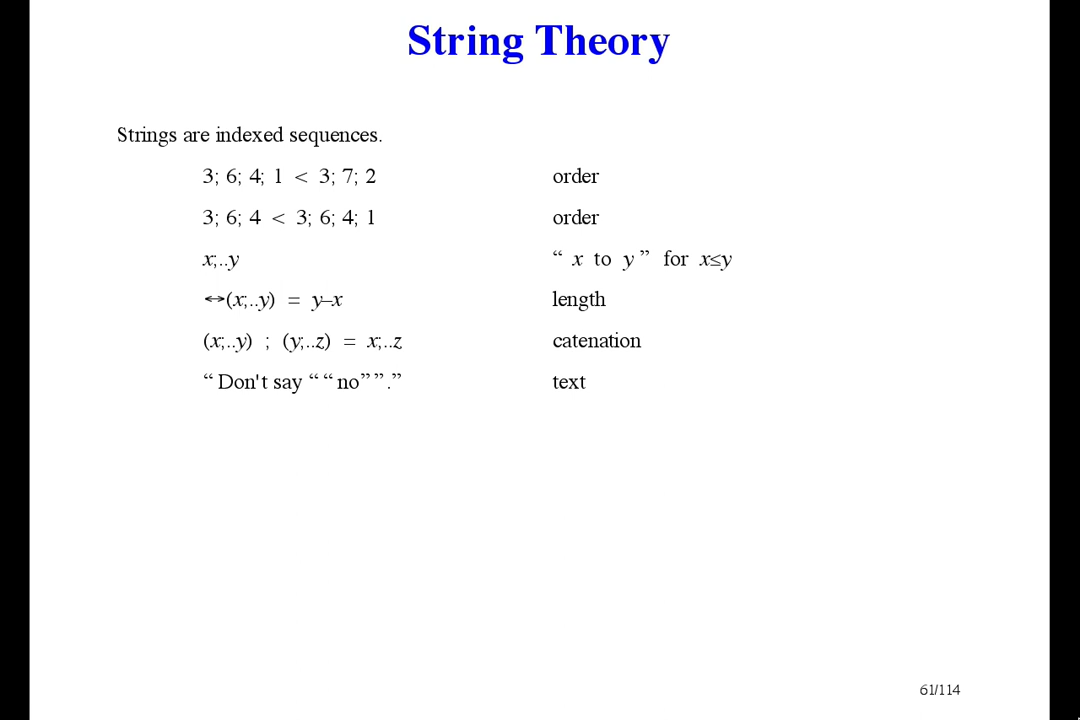 String Theory
Strings are indexed sequences.
3; 6; 4; 1 < 3; 7; 2 order
3; 6; 4 < 3; 6; 4; 1 order
x;..y “ x to y ” for x≤y
↔(x;..y) = y–x length
(x;..y) ; (y;..z) = x;..z catenation
“Don't say ““no””.” text
61/114